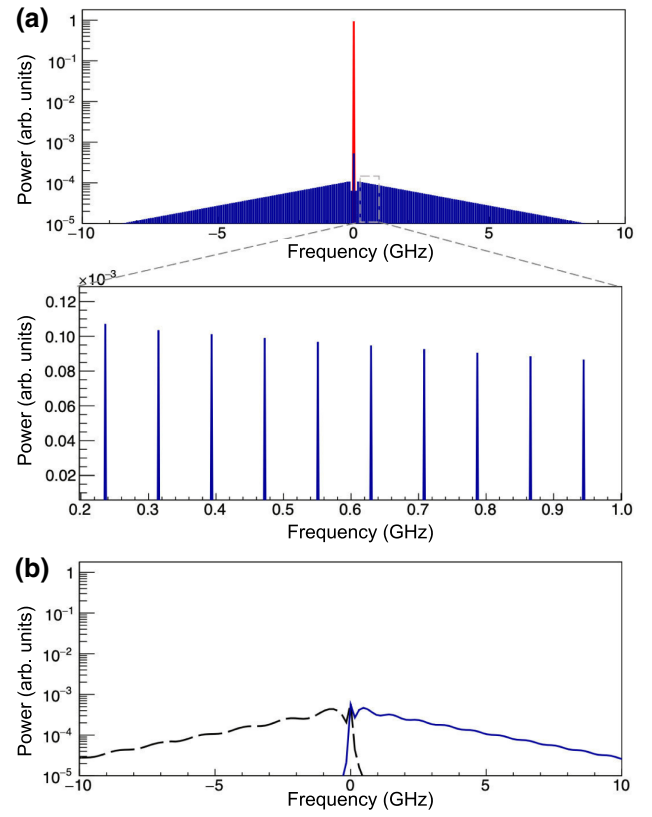 (a)
Power (arb. units)
1
10⁻¹
10⁻²
10⁻³
10⁻⁴
10⁻⁵
−10 −5 0 5 10
Frequency (GHz)
×10⁻³
Power (arb. units)
0.12
0.10
0.08
0.06
0.04
0.02
0.2 0.3 0.4 0.5 0.6 0.7 0.8 0.9 1.0
Frequency (GHz)
(b)
Power (arb. units)
1
10⁻¹
10⁻²
10⁻³
10⁻⁴
10⁻⁵
−10 −5 0 5 10
Frequency (GHz)